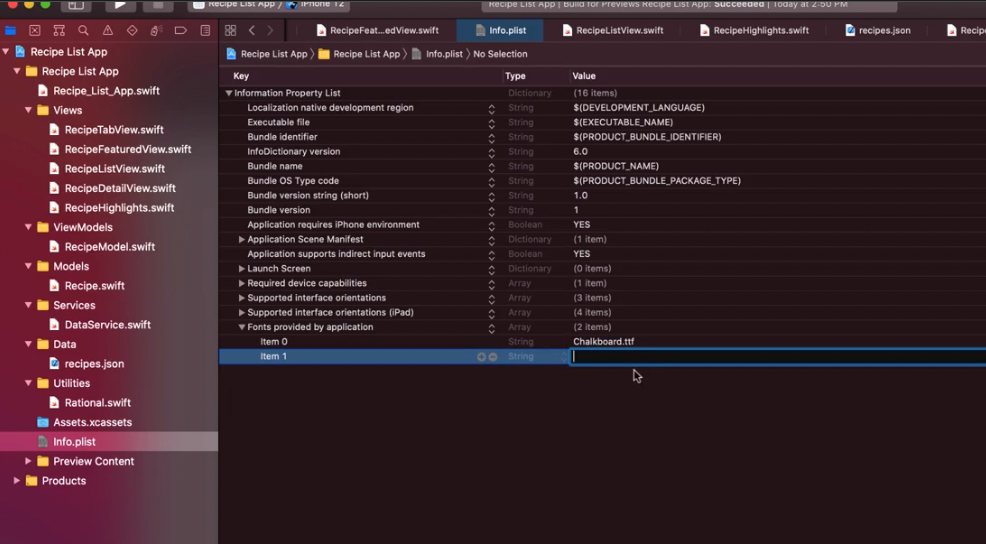 Recipe List App
iPhone 12
Recipe List App | Build for Previews Recipe List App: Succeeded | Today at 2:50 PM
RecipeFeat...edView.swift
Info.plist
RecipeListView.swift
RecipeHighlights.swift
recipes.json
Recipe List App
Recipe List App
Info.plist
No Selection
Recipe List App
Recipe List App
Recipe_List_App.swift
Views
RecipeTabView.swift
RecipeFeaturedView.swift
RecipeListView.swift
RecipeDetailView.swift
RecipeHighlights.swift
ViewModels
RecipeModel.swift
Models
Recipe.swift
Services
DataService.swift
Data
recipes.json
Utilities
Rational.swift
Assets.xcassets
Info.plist
Preview Content
Products
Key Type Value
Information Property List Dictionary (16 items)
Localization native development region String $(DEVELOPMENT_LANGUAGE)
Executable file String $(EXECUTABLE_NAME)
Bundle identifier String $(PRODUCT_BUNDLE_IDENTIFIER)
InfoDictionary version String 6.0
Bundle name String $(PRODUCT_NAME)
Bundle OS Type code String $(PRODUCT_BUNDLE_PACKAGE_TYPE)
Bundle version string (short) String 1.0
Bundle version String 1
Application requires iPhone environment Boolean YES
Application Scene Manifest Dictionary (1 item)
Application supports indirect input events Boolean YES
Launch Screen Dictionary (0 items)
Required device capabilities Array (1 item)
Supported interface orientations Array (3 items)
Supported interface orientations (iPad) Array (4 items)
Fonts provided by application Array (2 items)
Item 0 String Chalkboard.ttf
Item 1 String